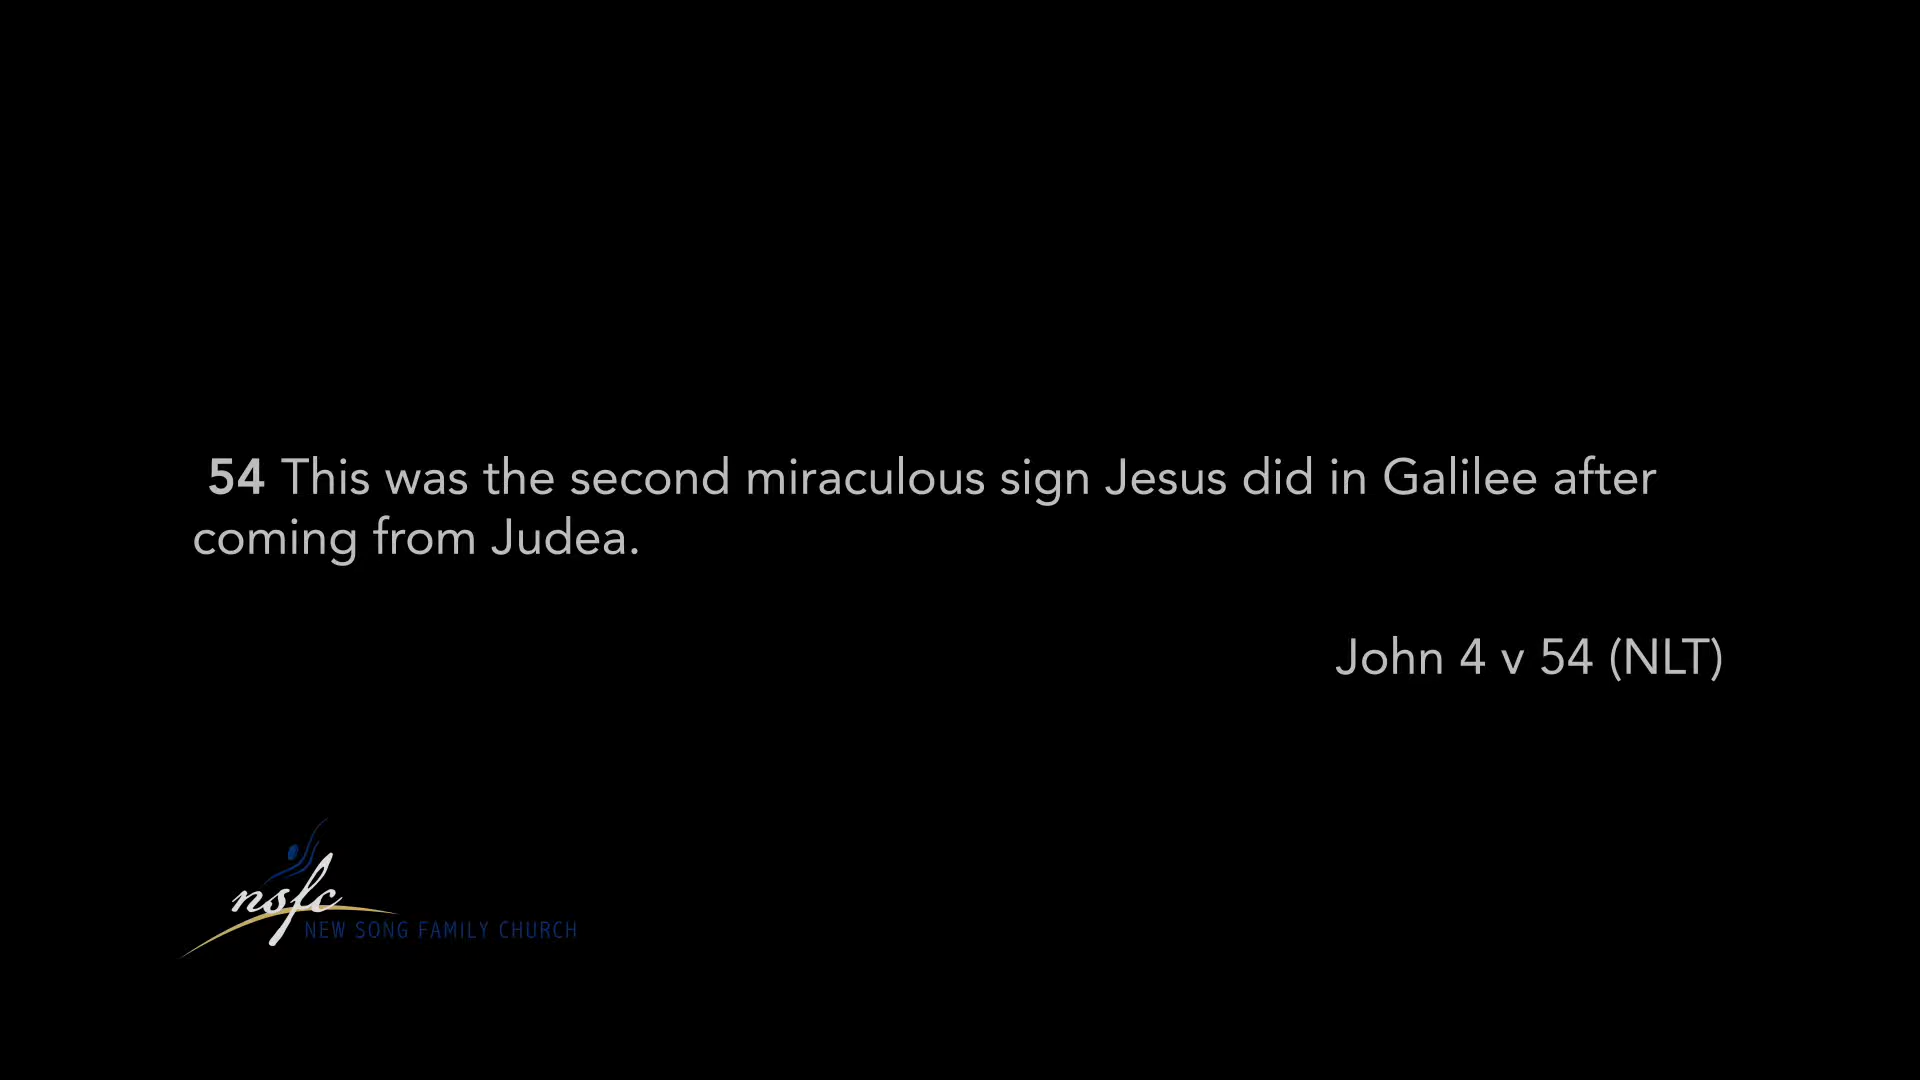 54 This was the second miraculous sign Jesus did in Galilee after
coming from Judea.
John 4 v 54 (NLT)
nsfc
NEW SONG FAMILY CHURCH